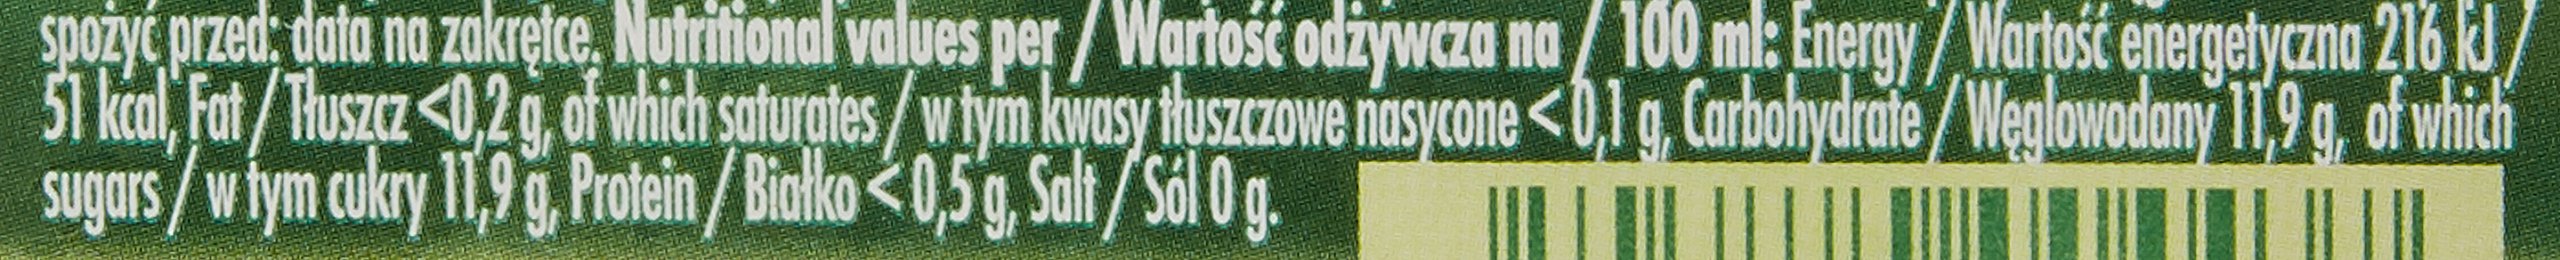 spożyć przed: data na zakrętce. Nutritional values per / Wartość odżywcza na / 100 ml: Energy / Wartość energetyczna 216 kJ /
51 kcal, Fat / Tłuszcz <0,2 g, of which saturates / w tym kwasy tłuszczowe nasycone < 0,1 g, Carbohydrate / Węglowodany 11,9 g, of which
sugars / w tym cukry 11,9 g, Protein / Białko < 0,5 g, Salt / Sól 0 g.